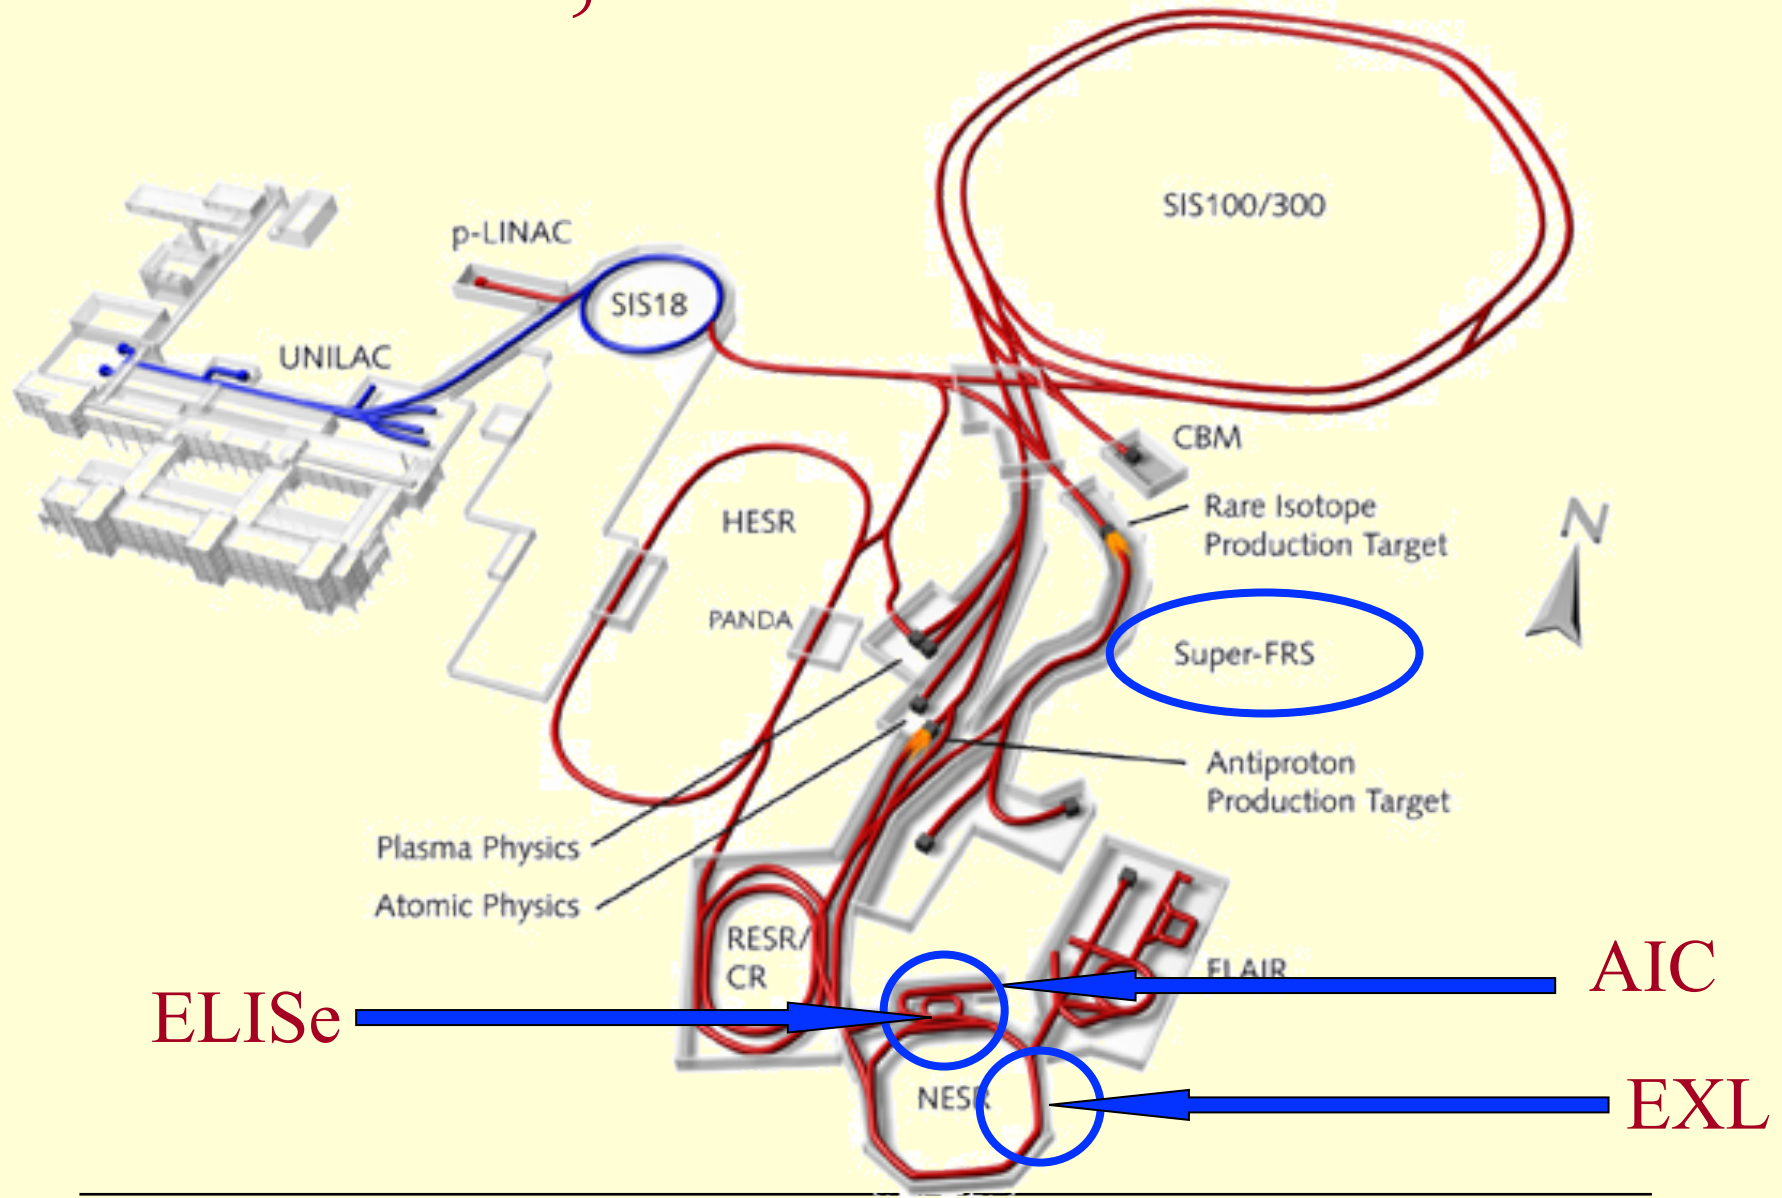 SIS100/300
p-LINAC
SIS18
UNILAC
CBM
Rare Isotope
Production Target
HESR
N
PANDA
Super-FRS
Antiproton
Production Target
Plasma Physics
Atomic Physics
RESR/
CR
FLAIR
AIC
ELISe
NESR
EXL